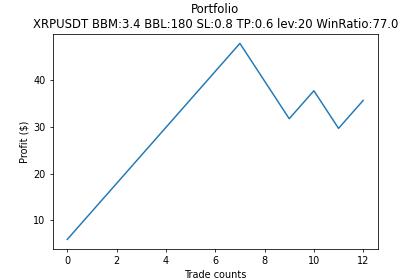 Portfolio
XRPUSDT BBM:3.4 BBL:180 SL:0.8 TP:0.6 lev:20 WinRatio:77.0
40
30
20
10
Profit ($)
0 2 4 6 8 10 12
Trade counts